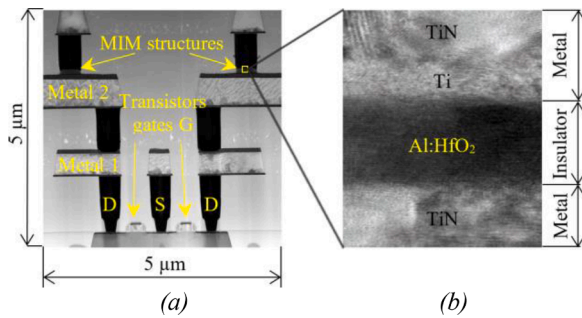 MIM structures
Metal 2
Transistors
gates G
Metal 1
D
S
D
5 µm
5 µm
(a)
TiN
Ti
Al:HfO₂
TiN
Metal
Insulator
Metal
(b)